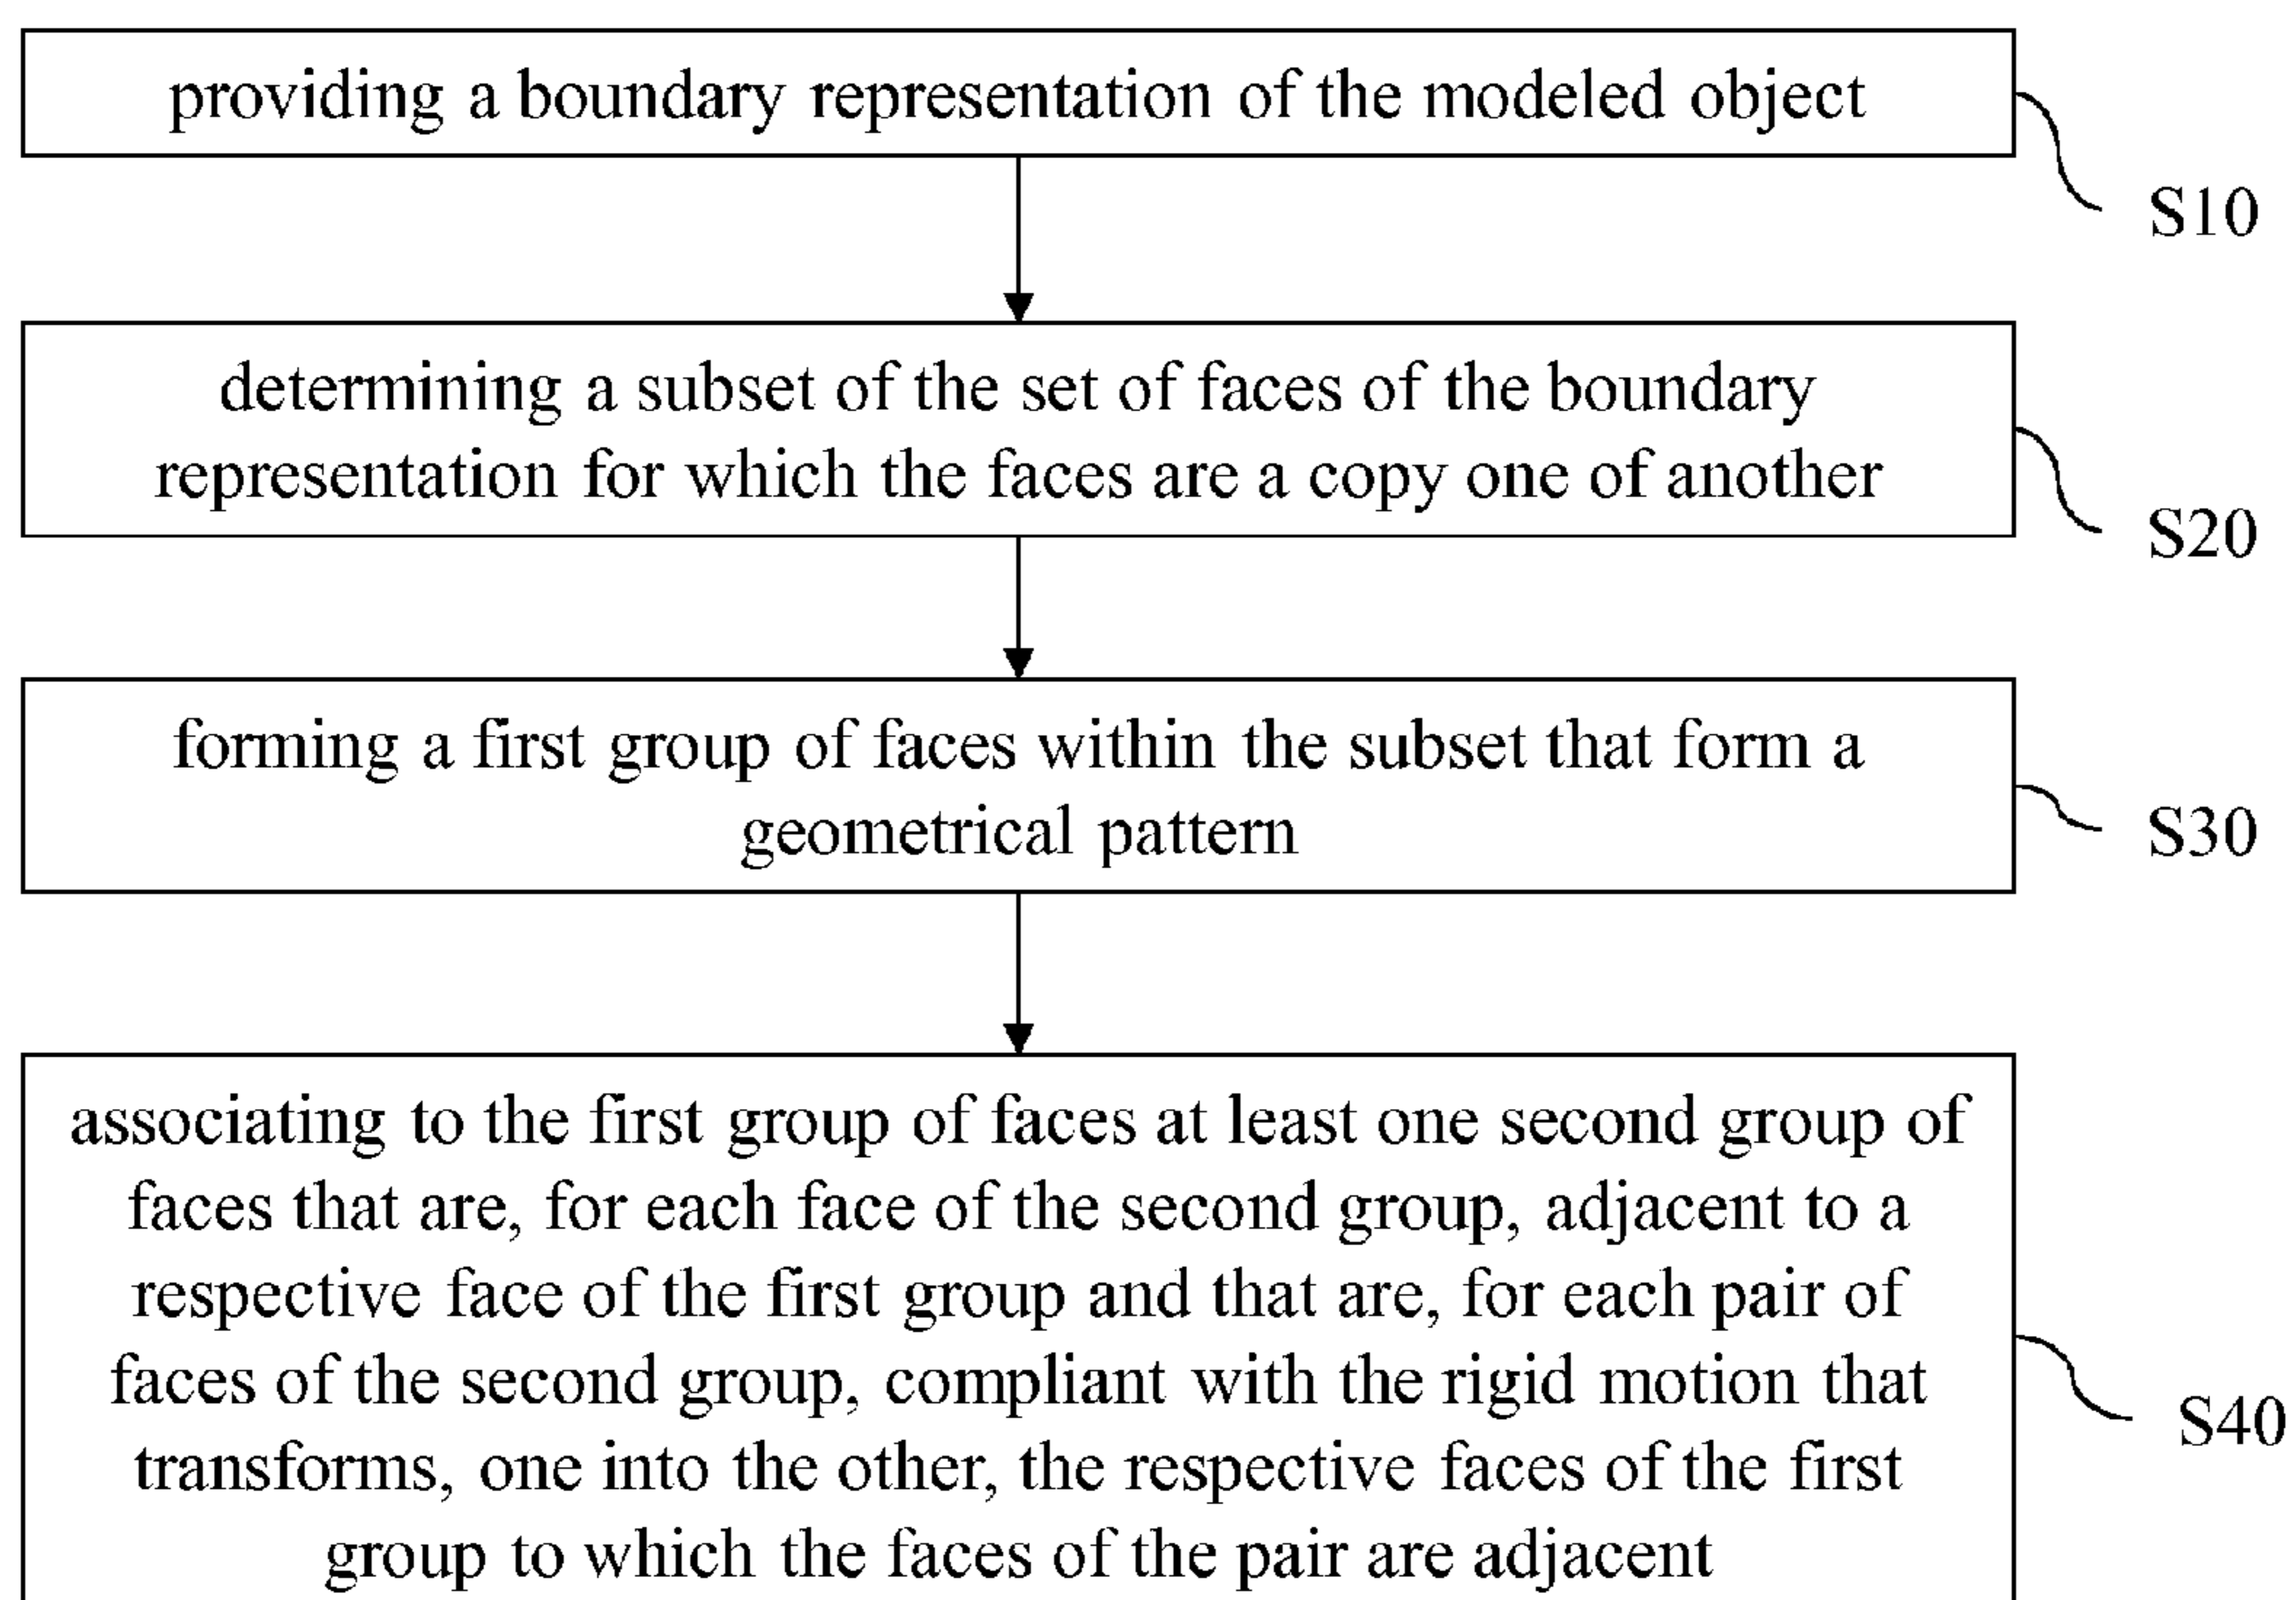 providing a boundary representation of the modeled object
S10
determining a subset of the set of faces of the boundary
representation for which the faces are a copy one of another
S20
forming a first group of faces within the subset that form a
geometrical pattern
S30
associating to the first group of faces at least one second group of
faces that are, for each face of the second group, adjacent to a
respective face of the first group and that are, for each pair of
faces of the second group, compliant with the rigid motion that
transforms, one into the other, the respective faces of the first
group to which the faces of the pair are adjacent
S40